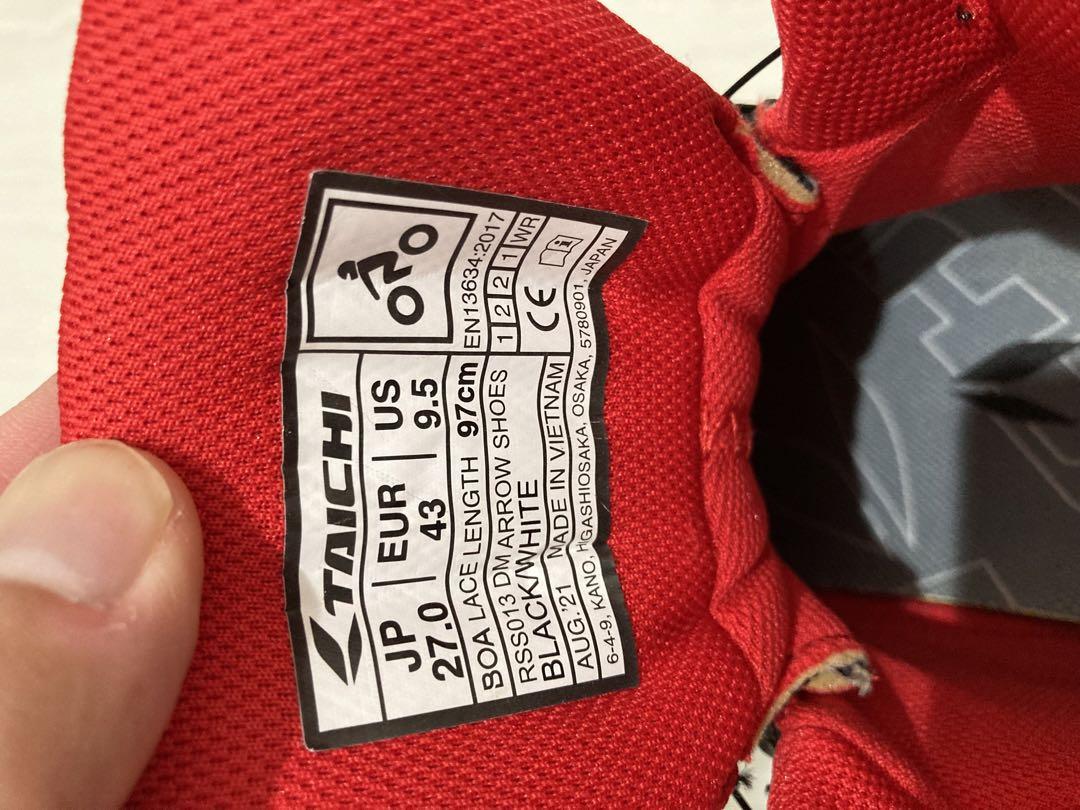 TAICHI
JP | EUR | US
27.0 | 43 | 9.5
BOA LACE LENGTH 97cm
RSS013 DM ARROW SHOES
BLACK/WHITE
AUG.'21 MADE IN VIETNAM
6-4-9, KANO, HIGASHIOSAKA, OSAKA, 5780901, JAPAN
EN13634:2017
1 2 2 1 WR
CE
i